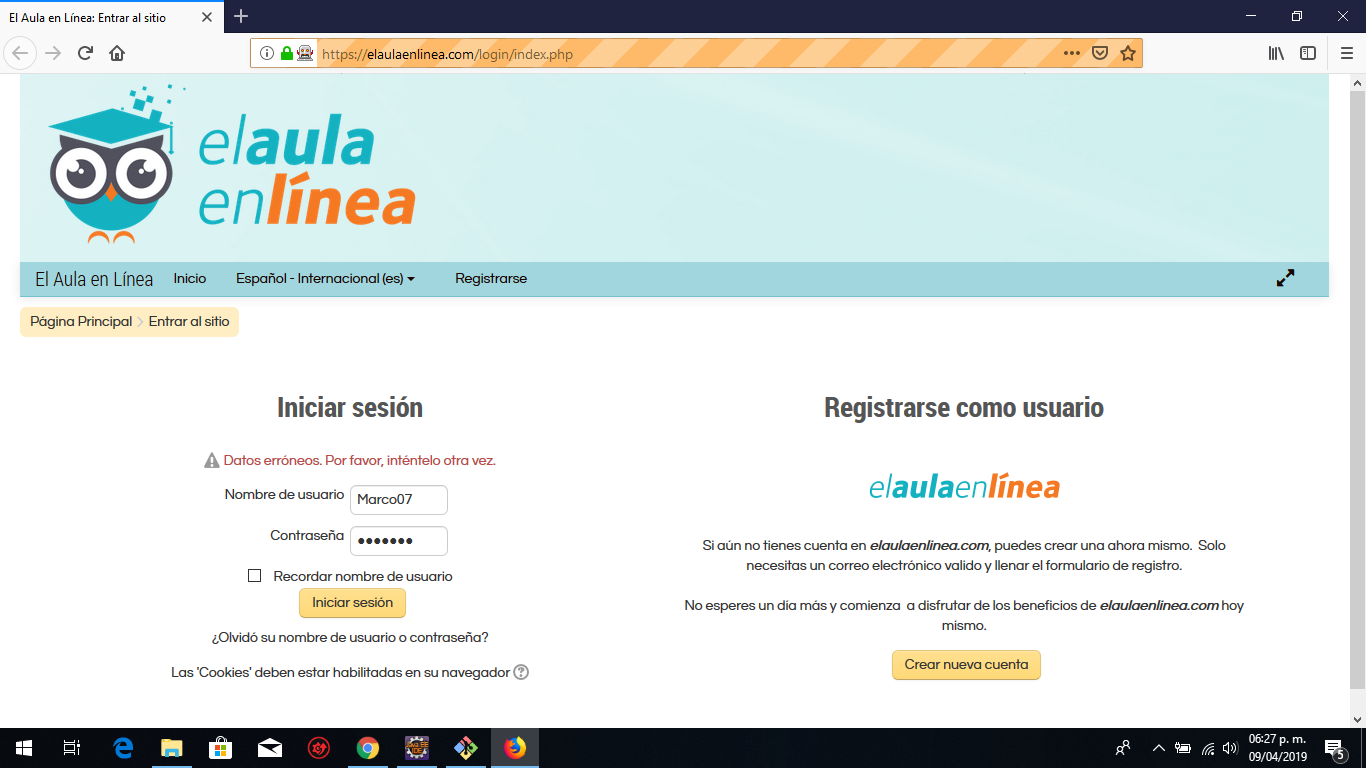 El Aula en Línea: Entrar al sitio
https://elaulaenlinea.com/login/index.php
elaula
enlínea
El Aula en Línea Inicio Español - Internacional (es) Registrarse
Página Principal Entrar al sitio
Iniciar sesión
Datos erróneos. Por favor, inténtelo otra vez.
Nombre de usuario Marco07
Contraseña •••••••
Recordar nombre de usuario
Iniciar sesión
¿Olvidó su nombre de usuario o contraseña?
Las 'Cookies' deben estar habilitadas en su navegador
Registrarse como usuario
elaulaenlínea
Si aún no tienes cuenta en elaulaenlinea.com, puedes crear una ahora mismo. Solo
necesitas un correo electrónico valido y llenar el formulario de registro.
No esperes un día más y comienza a disfrutar de los beneficios de elaulaenlinea.com hoy
mismo.
Crear nueva cuenta
Java EE
IDE
06:27 p. m.
09/04/2019
5